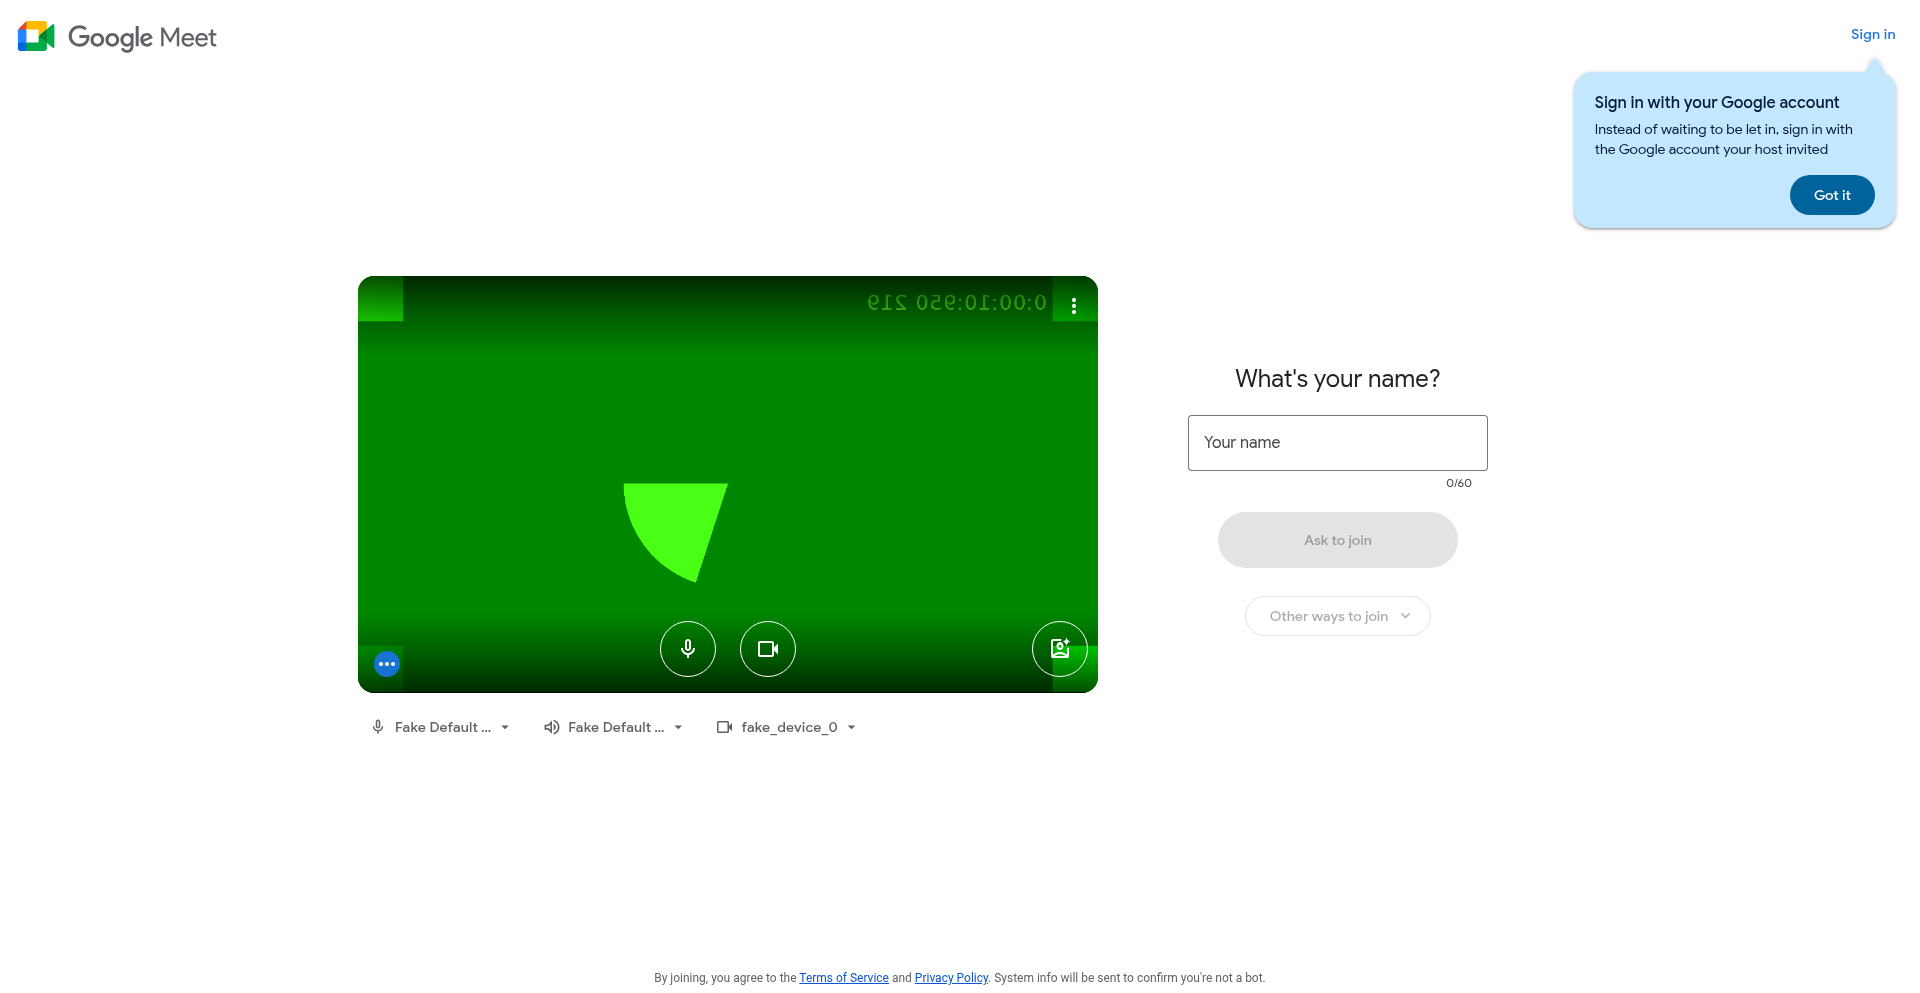 Google Meet
Sign in
Sign in with your Google account
Instead of waiting to be let in, sign in with
the Google account your host invited
Got it
0:00:10:950 219
What's your name?
Your name
0/60
Ask to join
Other ways to join
Fake Default ...
Fake Default ...
fake_device_0
By joining, you agree to the Terms of Service and Privacy Policy. System info will be sent to confirm you're not a bot.